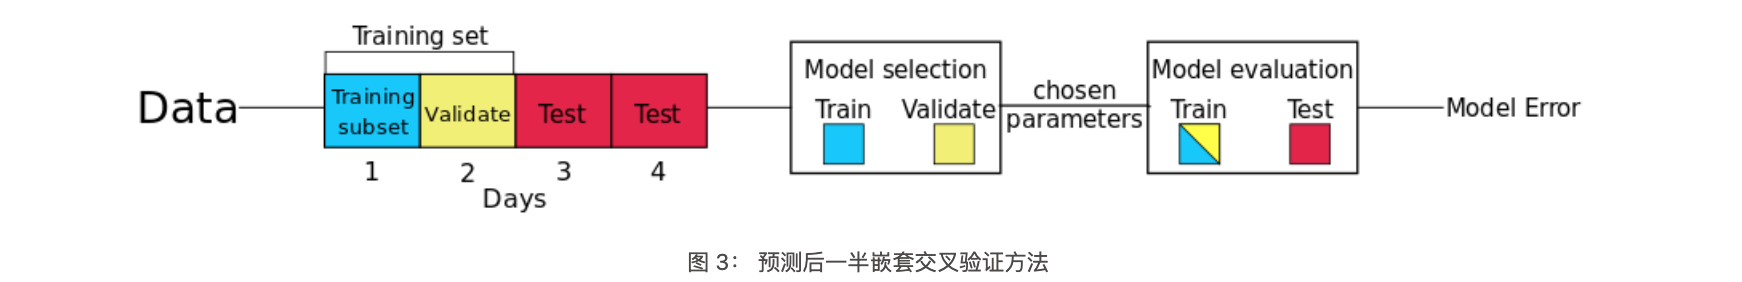 Training set
Data
Training
subset
Validate
Test
Test
1
2
3
4
Days
Model selection
Train
Validate
chosen
parameters
Model evaluation
Train
Test
Model Error
图 3： 预测后一半嵌套交叉验证方法